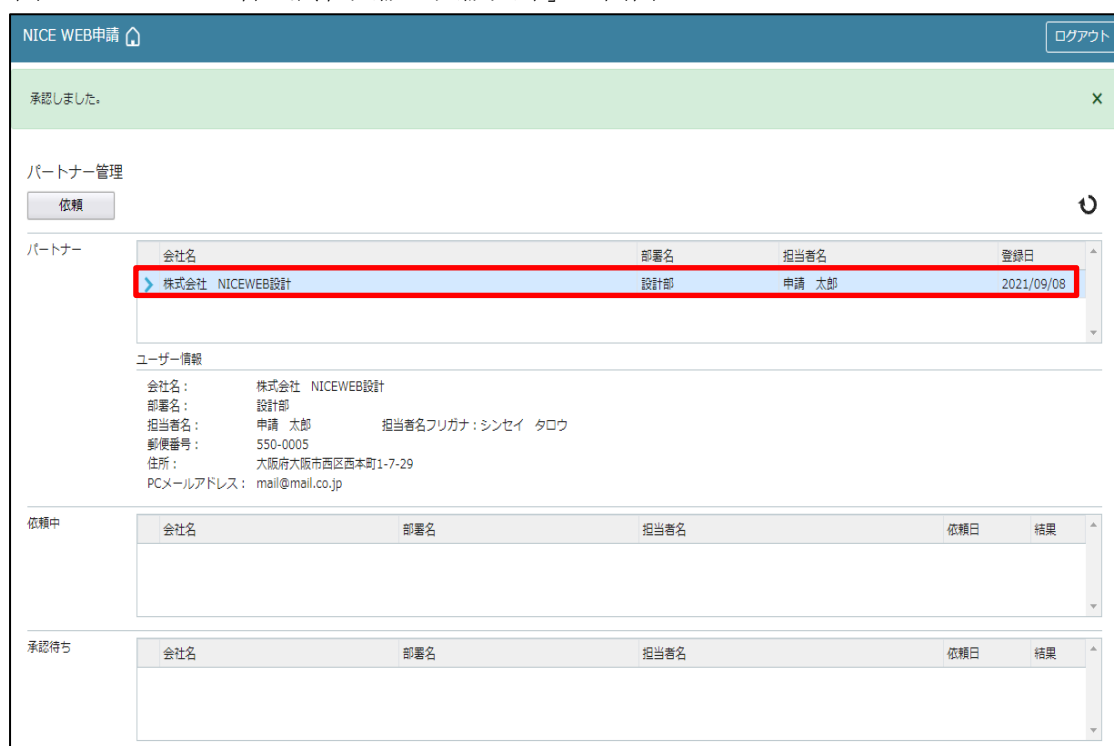 NICE WEB申請 ログアウト
承認しました。 ×
パートナー管理
依頼
パートナー
会社名 部署名 担当者名 登録日
株式会社 NICEWEB設計 設計部 申請 太郎 2021/09/08
ユーザー情報
会社名： 株式会社 NICEWEB設計
部署名： 設計部
担当者名： 申請 太郎 担当者名フリガナ：シンセイ タロウ
郵便番号： 550-0005
住所： 大阪府大阪市西区西本町1-7-29
PCメールアドレス： mail@mail.co.jp
依頼中
会社名 部署名 担当者名 依頼日 結果
承認待ち
会社名 部署名 担当者名 依頼日 結果